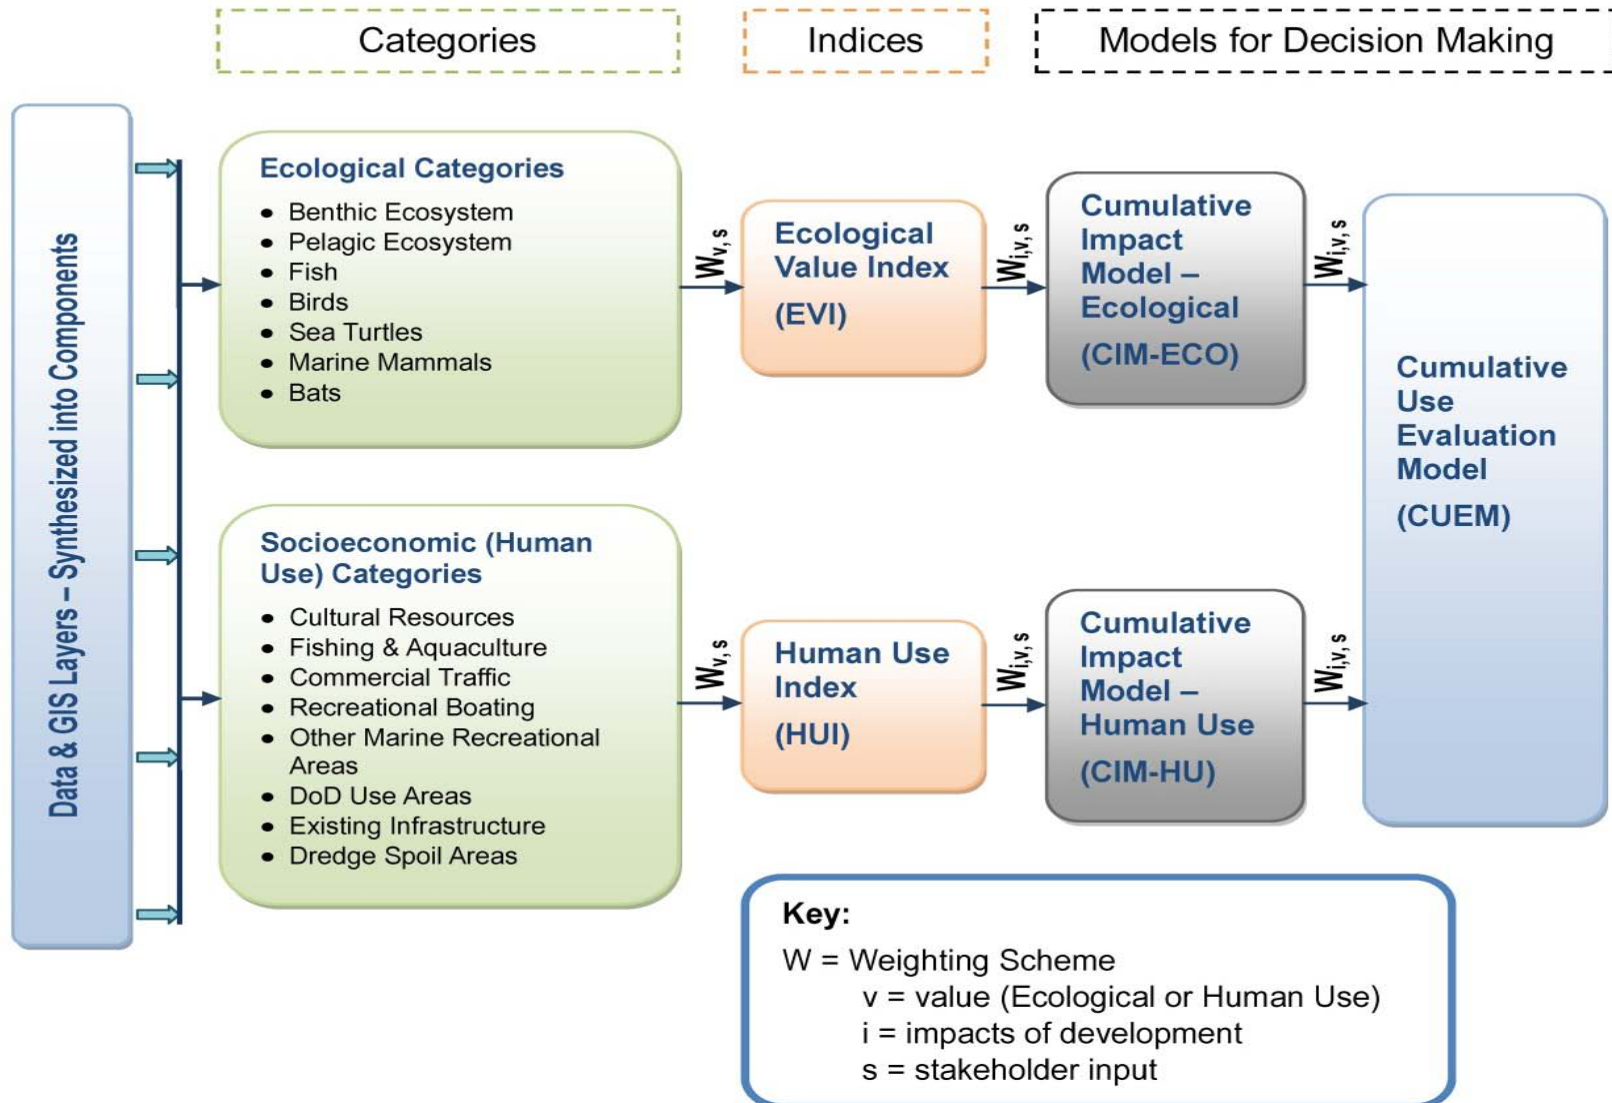 Categories
Indices
Models for Decision Making
Data & GIS Layers – Synthesized into Components
Ecological Categories
• Benthic Ecosystem
• Pelagic Ecosystem
• Fish
• Birds
• Sea Turtles
• Marine Mammals
• Bats
Wv, s
Ecological
Value Index
(EVI)
Wi,v, s
Cumulative
Impact
Model –
Ecological
(CIM-ECO)
Wi,v, s
Socioeconomic (Human
Use) Categories
• Cultural Resources
• Fishing & Aquaculture
• Commercial Traffic
• Recreational Boating
• Other Marine Recreational
Areas
• DoD Use Areas
• Existing Infrastructure
• Dredge Spoil Areas
Wv, s
Human Use
Index
(HUI)
Wi,v, s
Cumulative
Impact
Model –
Human Use
(CIM-HU)
Wi,v, s
Cumulative
Use
Evaluation
Model
(CUEM)
Key:
W = Weighting Scheme
v = value (Ecological or Human Use)
i = impacts of development
s = stakeholder input